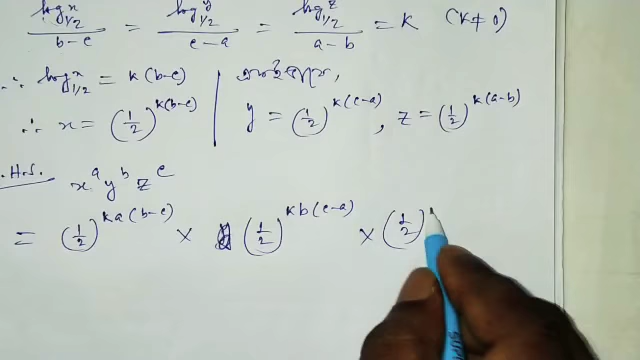 log_{1/2}x / b-c = log_{1/2}y / c-a = log_{1/2}z / a-b = K (K≠0)
∴ log_{1/2}x = K(b-c) | অনুরূপে,
∴ x = (1/2)^{K(b-c)} | y = (1/2)^{K(c-a)}, z = (1/2)^{K(a-b)}
.H.S. x^a y^b z^c
= (1/2)^{Ka(b-c)} × (1/2)^{Kb(c-a)} × (1/2)